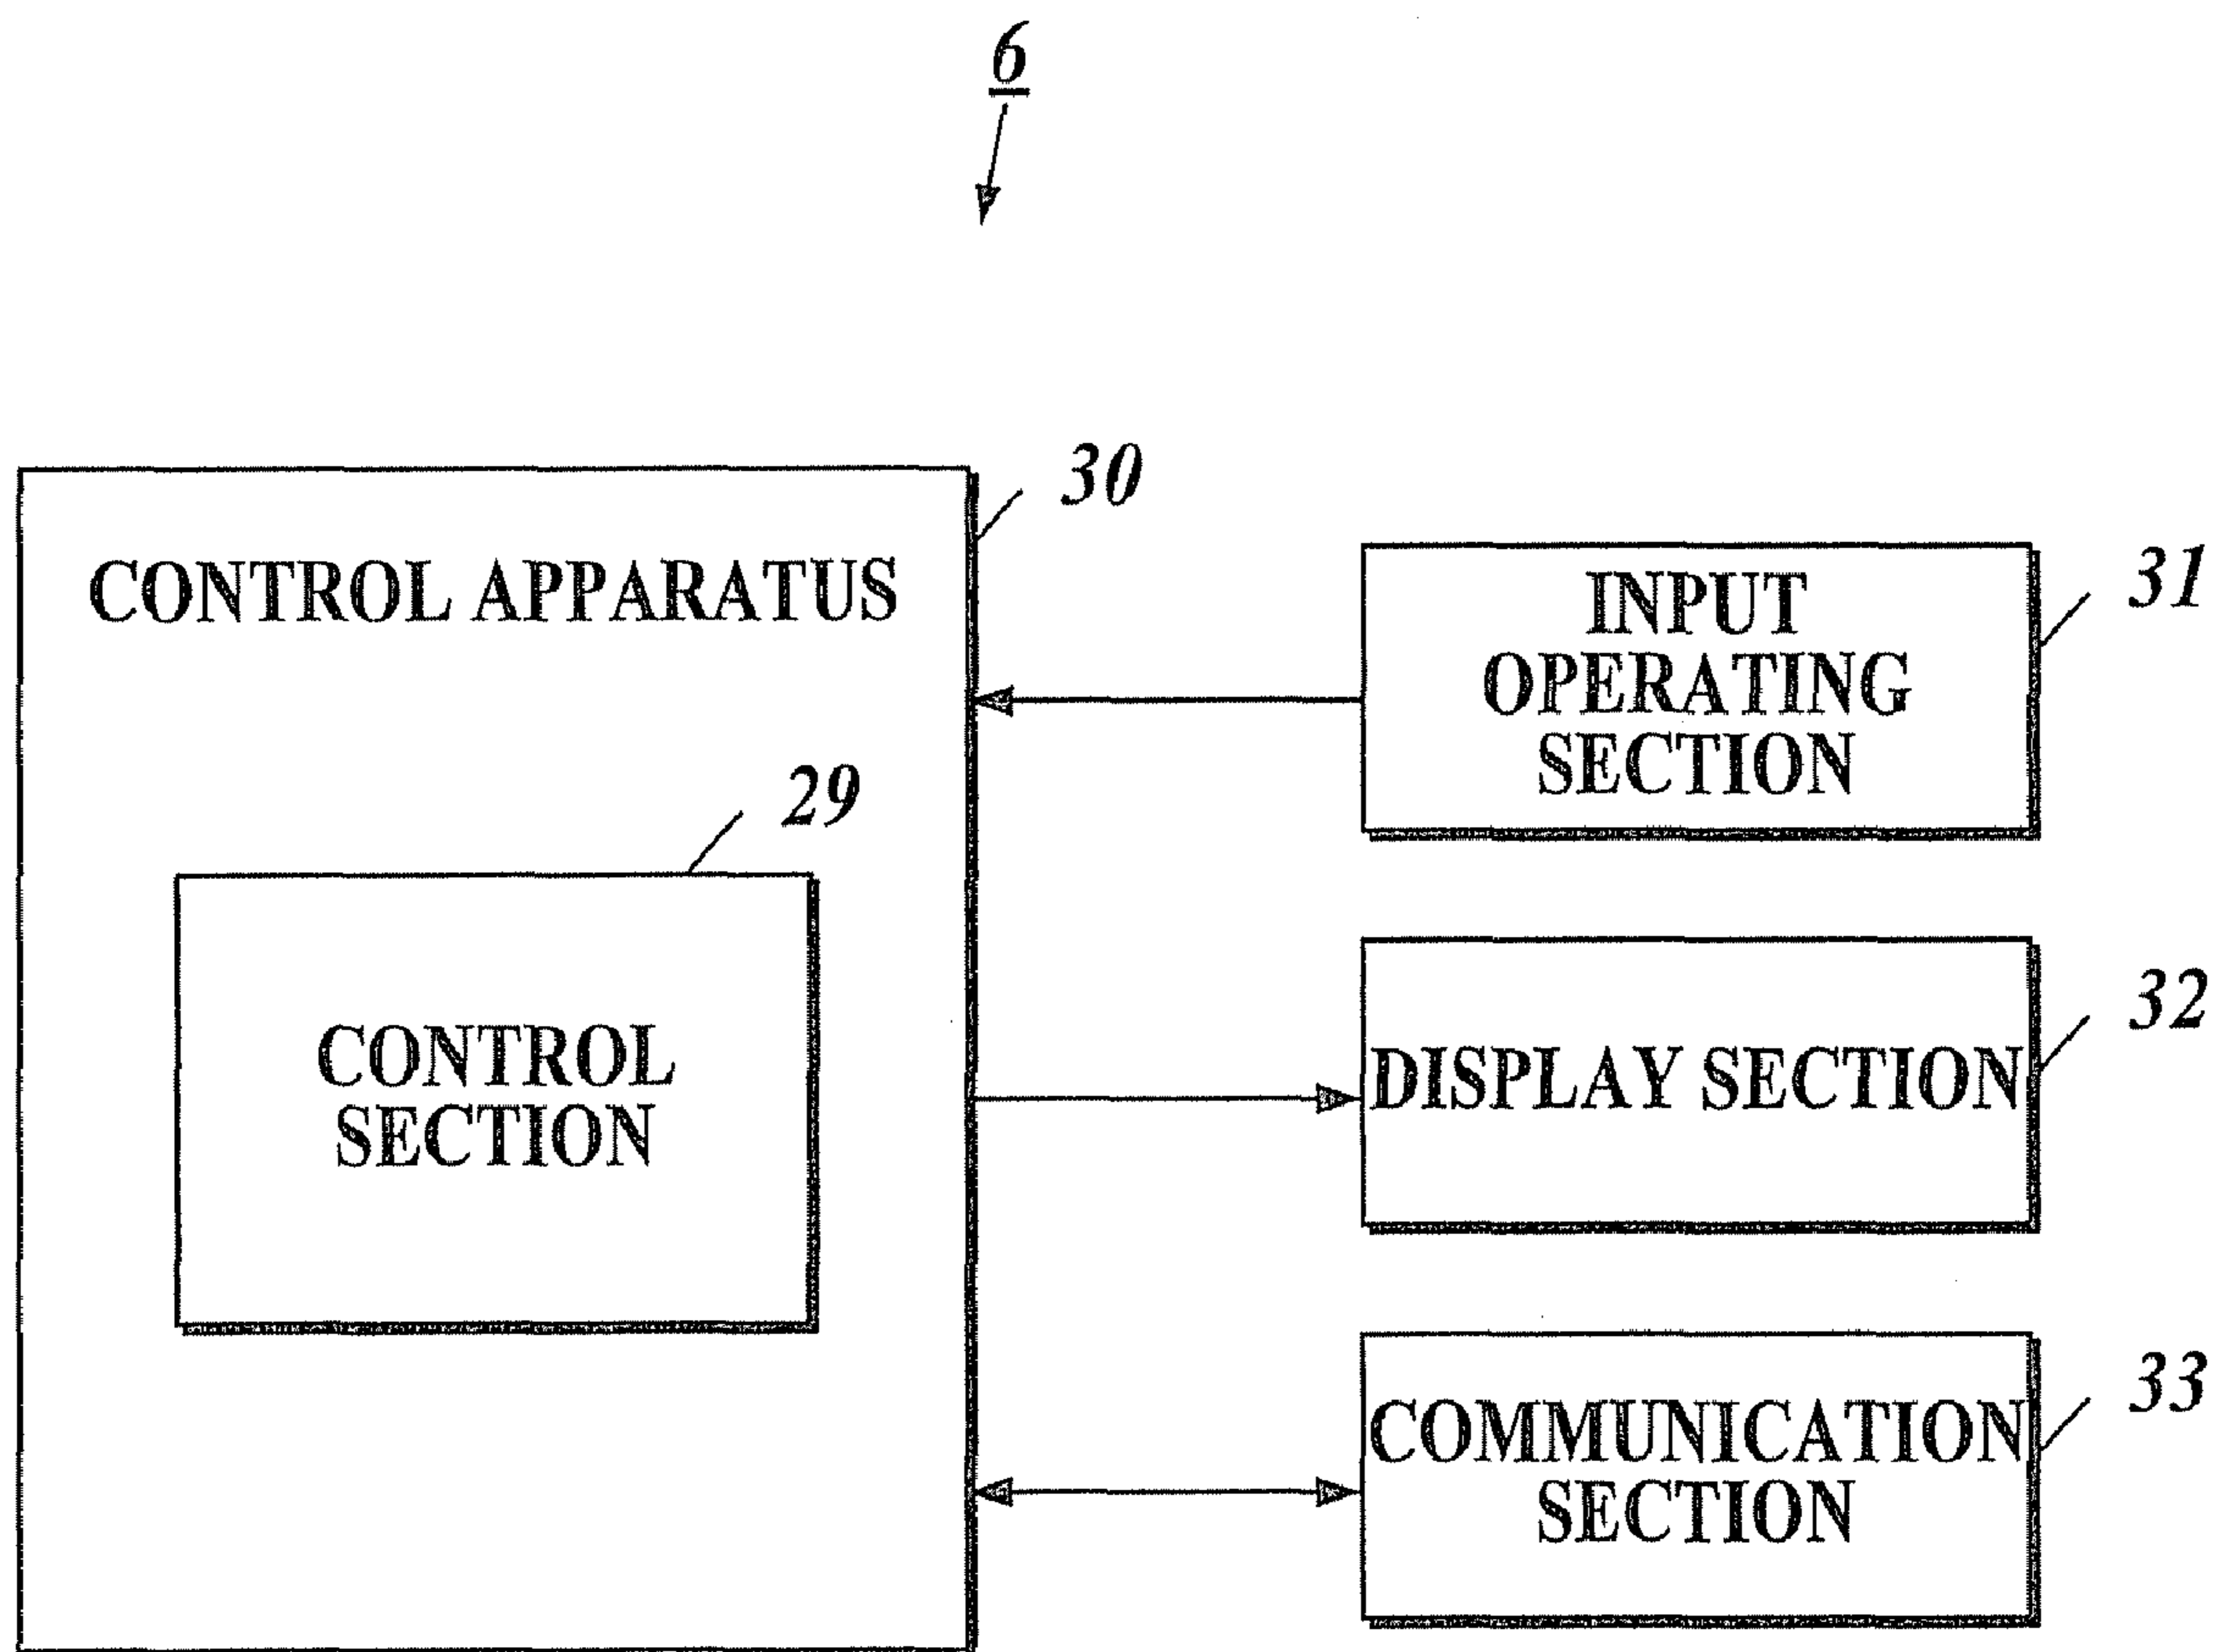 6
30
CONTROL APPARATUS
29
CONTROL
SECTION
31
INPUT
OPERATING
SECTION
32
DISPLAY SECTION
33
COMMUNICATION
SECTION